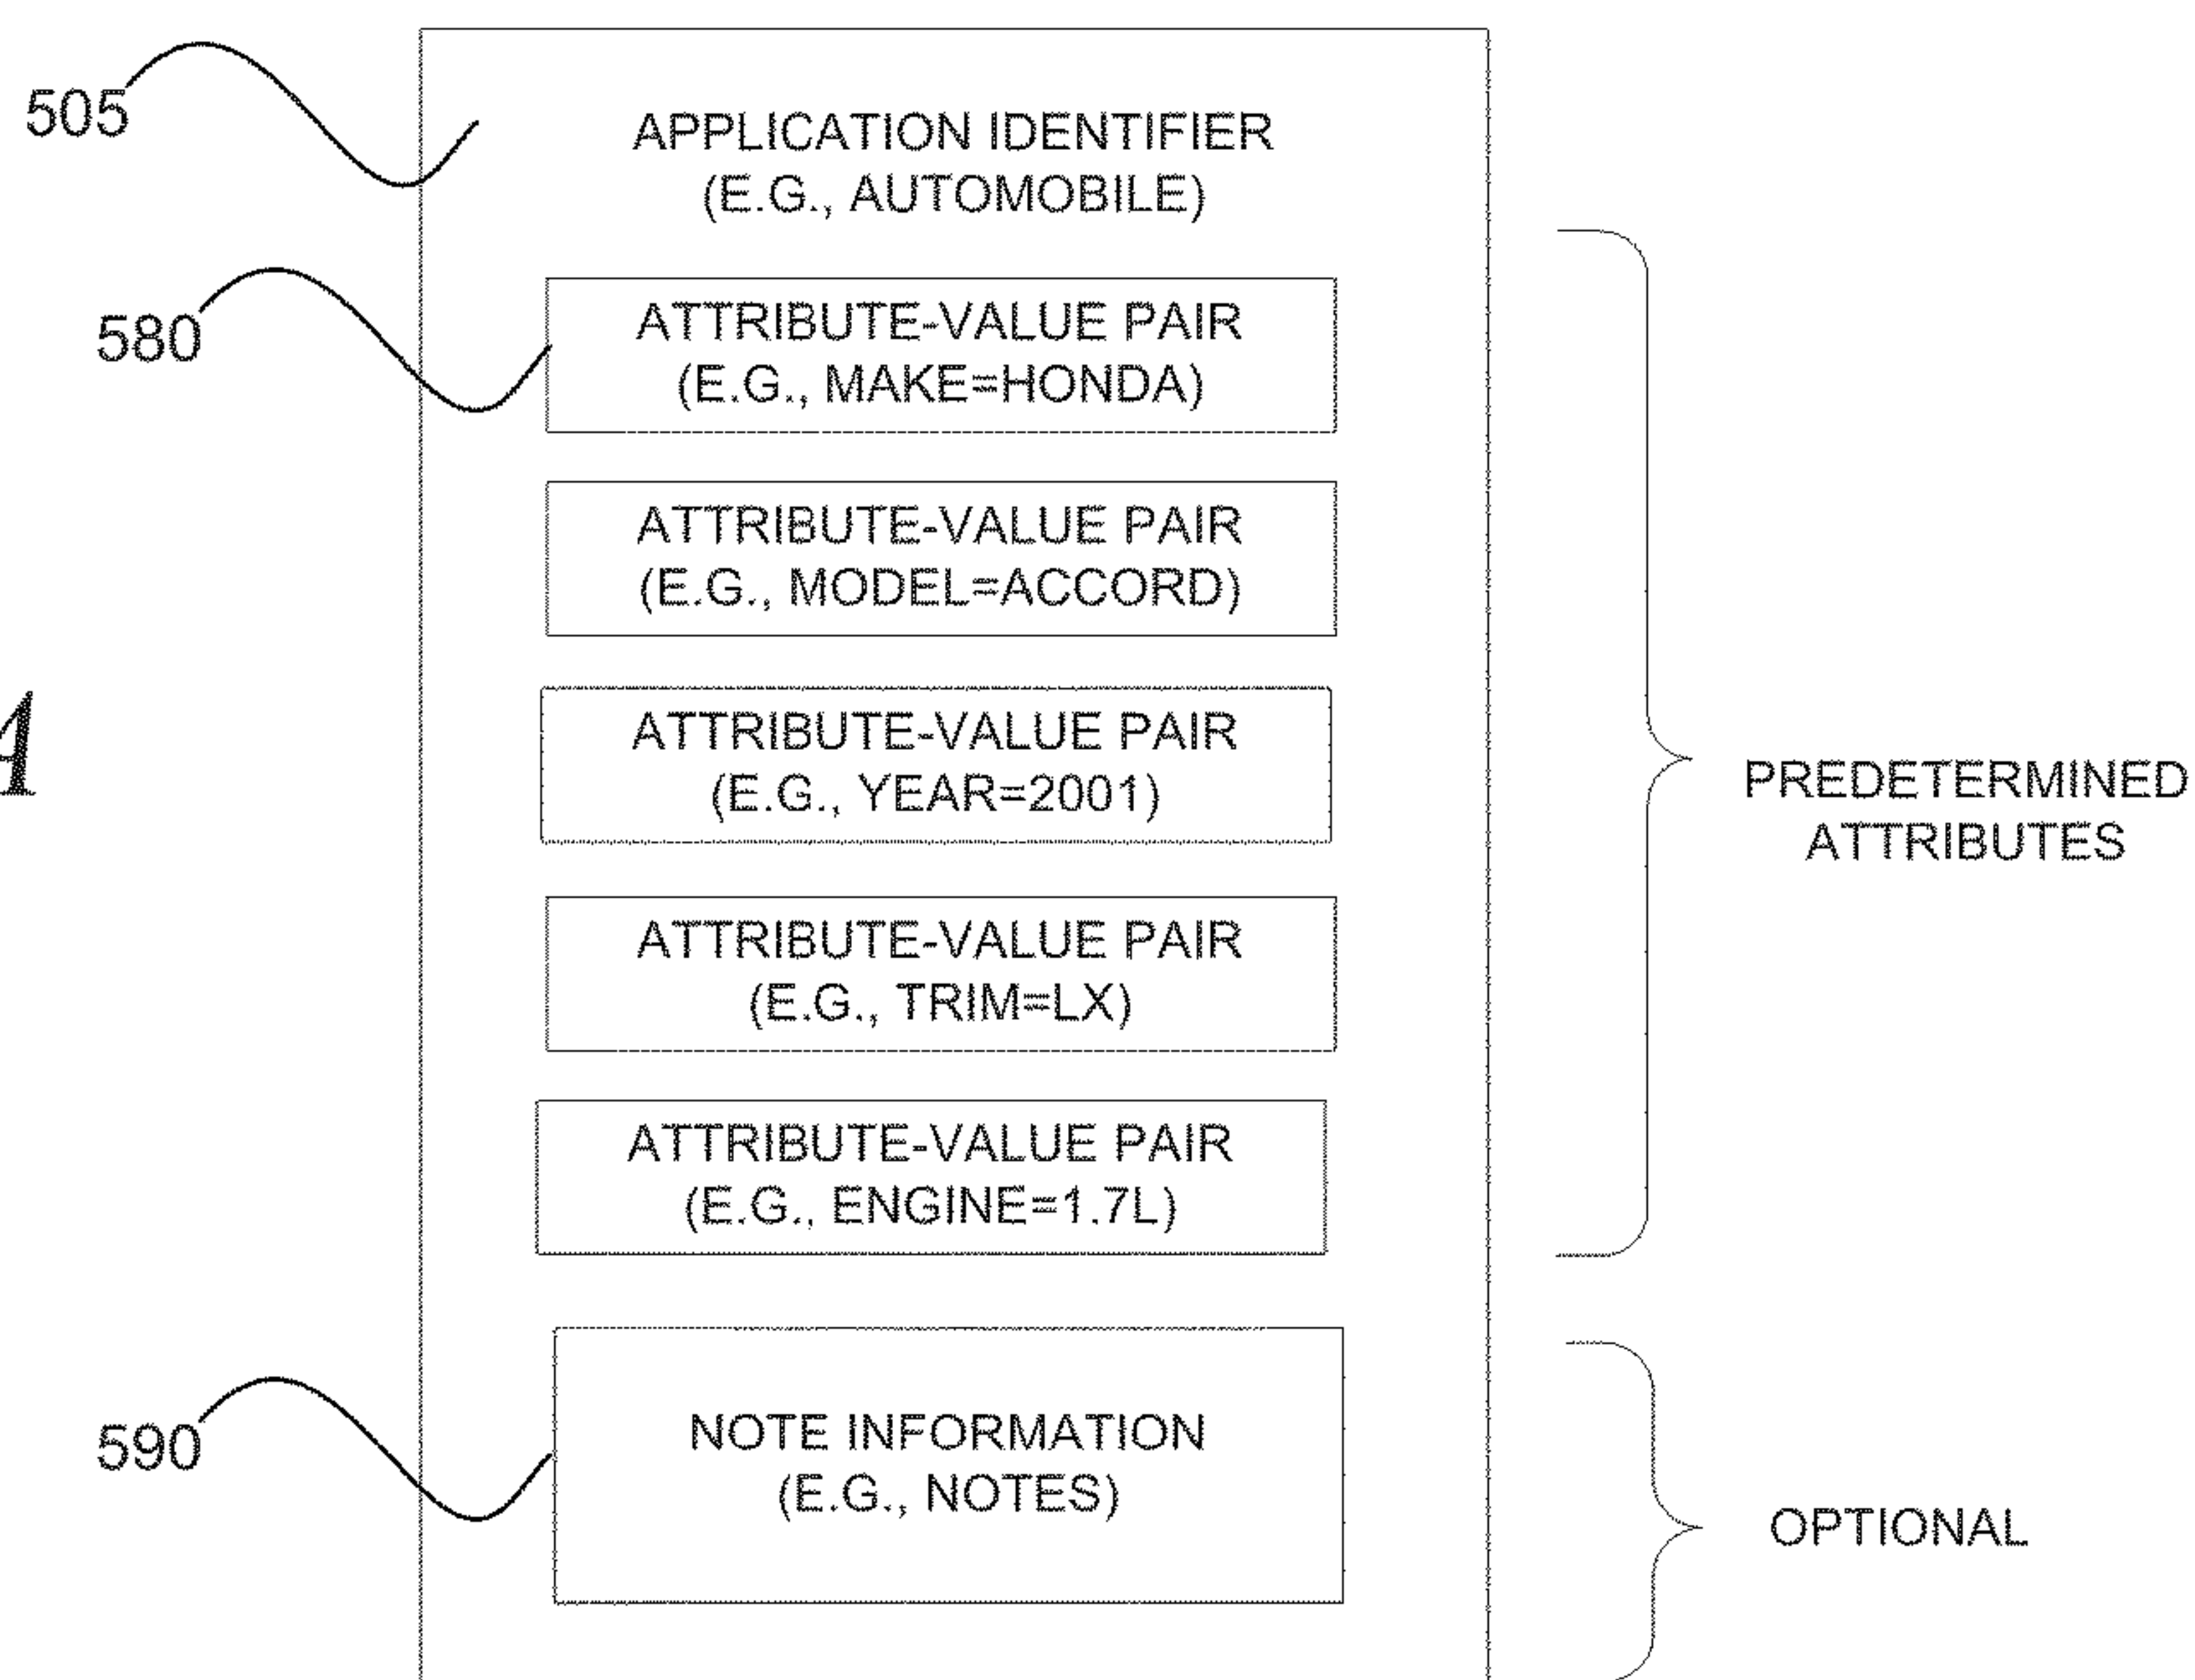 505
APPLICATION IDENTIFIER
(E.G., AUTOMOBILE)
580
ATTRIBUTE-VALUE PAIR
(E.G., MAKE=HONDA)
ATTRIBUTE-VALUE PAIR
(E.G., MODEL=ACCORD)
A
ATTRIBUTE-VALUE PAIR
(E.G., YEAR=2001)
PREDETERMINED
ATTRIBUTES
ATTRIBUTE-VALUE PAIR
(E.G., TRIM=LX)
ATTRIBUTE-VALUE PAIR
(E.G., ENGINE=1.7L)
590
NOTE INFORMATION
(E.G., NOTES)
OPTIONAL